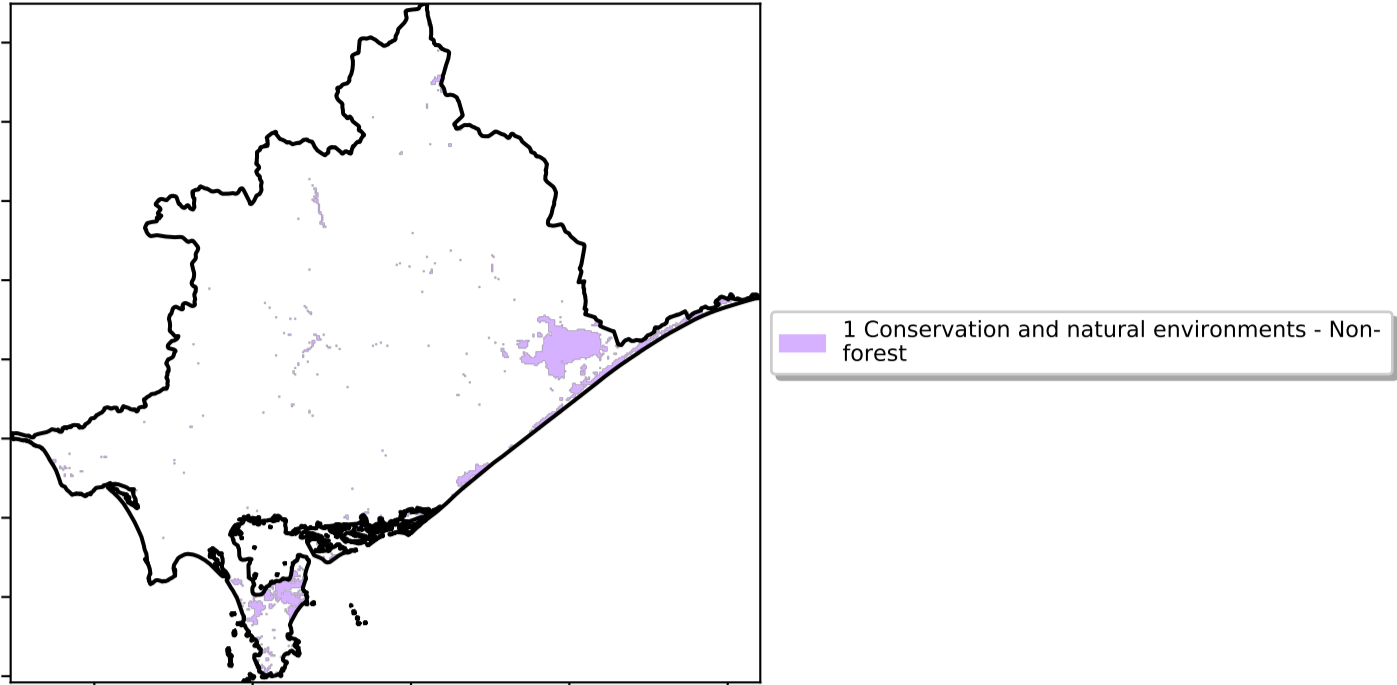 1 Conservation and natural environments - Non-
forest